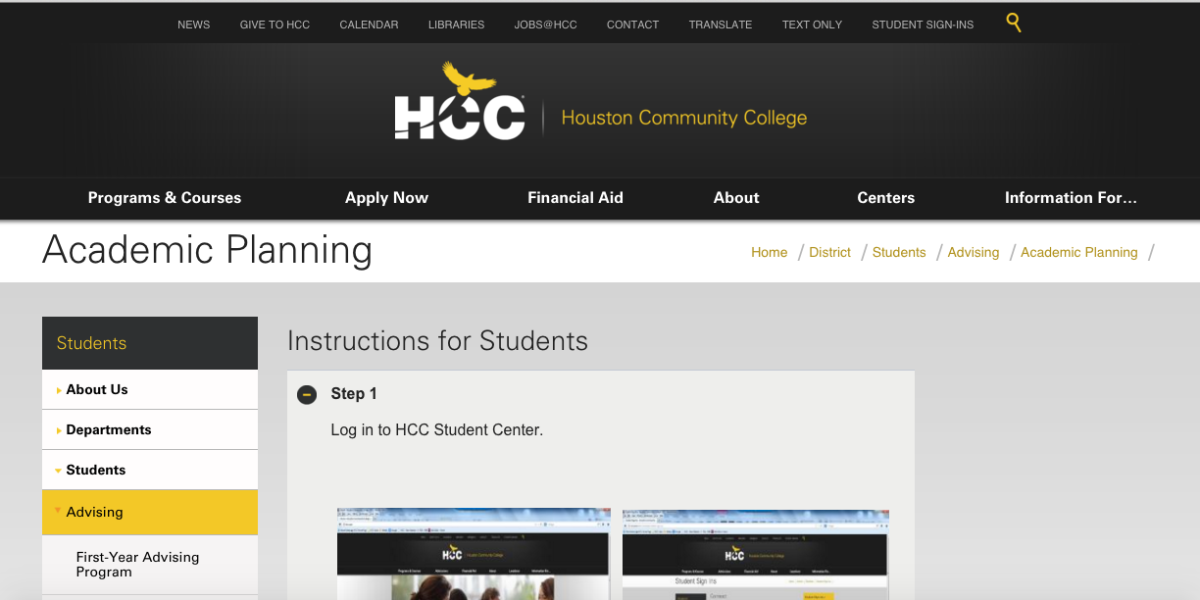 NEWS GIVE TO HCC CALENDAR LIBRARIES JOBS@HCC CONTACT TRANSLATE TEXT ONLY STUDENT SIGN-INS
HCC Houston Community College
Programs & Courses Apply Now Financial Aid About Centers Information For...
Academic Planning
Home / District / Students / Advising / Academic Planning /
Students
About Us
Departments
Students
Advising
First-Year Advising
Program
Instructions for Students
Step 1
Log in to HCC Student Center.
HCC Houston Community College
HCC Houston Community College
Student Sign Ins